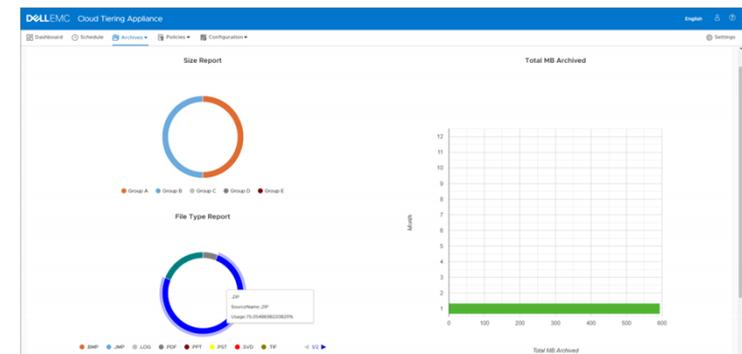 DELLEMC Cloud Tiering Appliance English
Dashboard Schedule Archives Policies Configuration Settings
Size Report
Group A Group B Group C Group D Group E
File Type Report
.ZIP
SourceName:.ZIP
.BMP .JMP .LOG .PDF .PPT .PST .SVD .TIF 1/2
Total MB Archived
Month
12
11
10
9
8
7
6
5
4
3
2
1
0 100 200 300 400 500 600
Total MB Archived